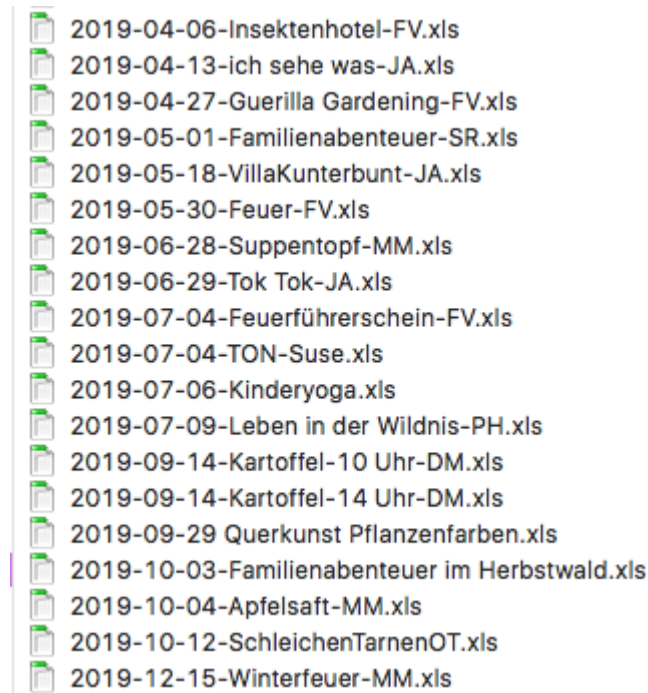 2019-04-06-Insektenhotel-FV.xls
2019-04-13-ich sehe was-JA.xls
2019-04-27-Guerilla Gardening-FV.xls
2019-05-01-Familienabenteuer-SR.xls
2019-05-18-VillaKunterbunt-JA.xls
2019-05-30-Feuer-FV.xls
2019-06-28-Suppentopf-MM.xls
2019-06-29-Tok Tok-JA.xls
2019-07-04-Feuerführerschein-FV.xls
2019-07-04-TON-Suse.xls
2019-07-06-Kinderyoga.xls
2019-07-09-Leben in der Wildnis-PH.xls
2019-09-14-Kartoffel-10 Uhr-DM.xls
2019-09-14-Kartoffel-14 Uhr-DM.xls
2019-09-29 Querkunst Pflanzenfarben.xls
2019-10-03-Familienabenteuer im Herbstwald.xls
2019-10-04-Apfelsaft-MM.xls
2019-10-12-SchleichenTarnenOT.xls
2019-12-15-Winterfeuer-MM.xls